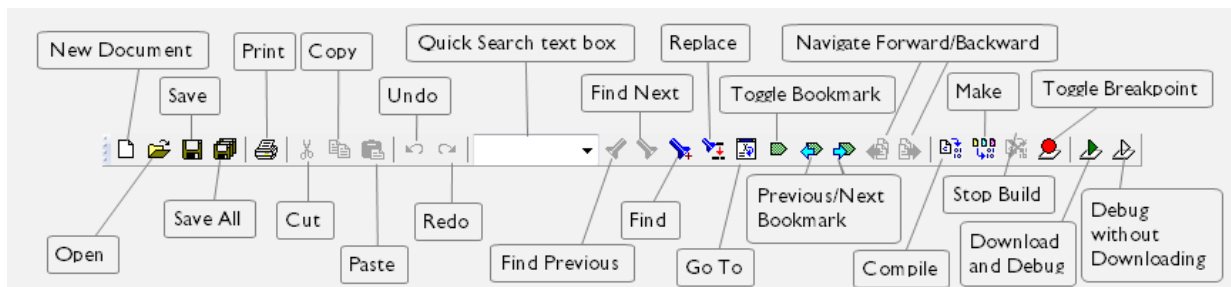 New Document
Print
Copy
Quick Search text box
Replace
Navigate Forward/Backward
Save
Undo
Find Next
Toggle Bookmark
Make
Toggle Breakpoint
Open
Save All
Cut
Paste
Redo
Find Previous
Find
Go To
Previous/Next
Bookmark
Compile
Stop Build
Download
and Debug
Debug
without
Downloading